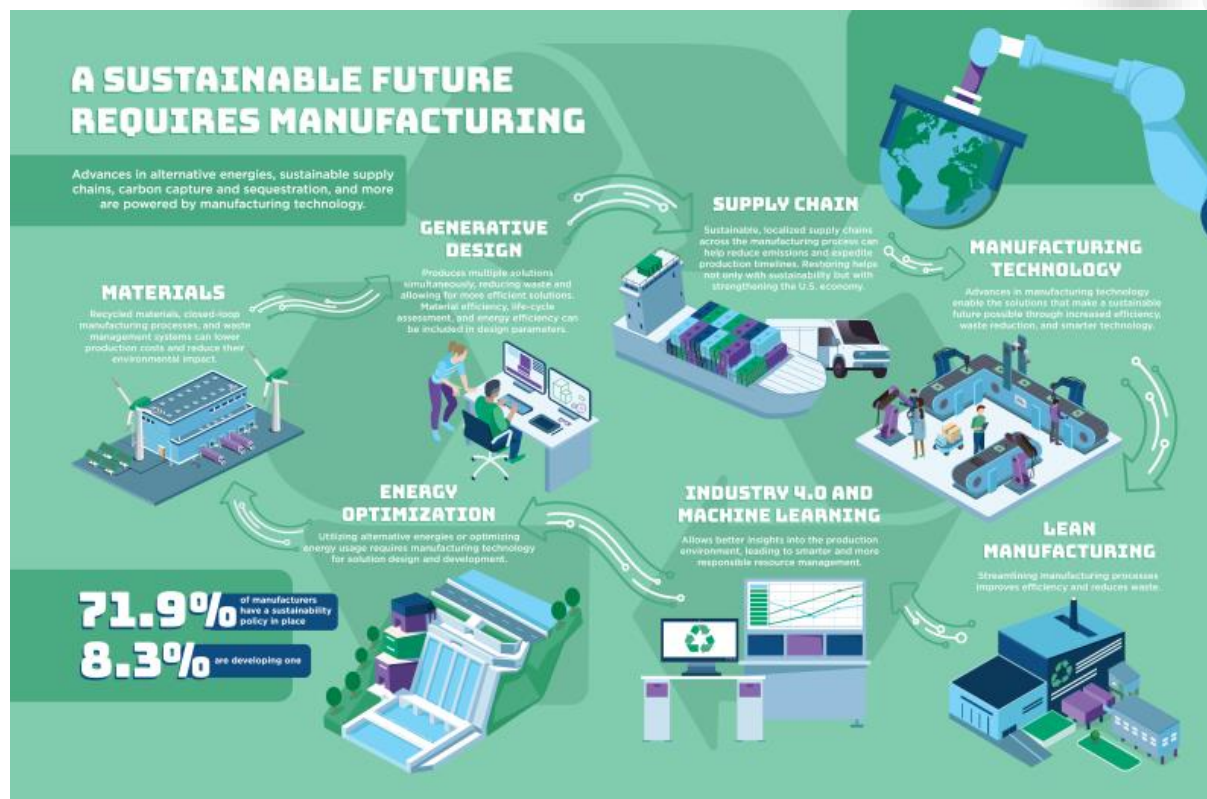 A SUSTAINABLE FUTURE
REQUIRES MANUFACTURING
Advances in alternative energies, sustainable supply
chains, carbon capture and sequestration, and more
are powered by manufacturing technology.
MATERIALS
Recycled materials, closed-loop
manufacturing processes, and waste
management systems can lower
production costs and reduce their
environmental impact.
GENERATIVE
DESIGN
Produces multiple solutions
simultaneously, reducing waste and
allowing for more efficient solutions.
Material efficiency, life-cycle
assessment, and energy efficiency can
be included in design parameters.
SUPPLY CHAIN
Sustainable, localized supply chains
across the manufacturing process can
help reduce emissions and expedite
production timelines. Reshoring helps
not only with sustainability but with
strengthening the U.S. economy.
MANUFACTURING
TECHNOLOGY
Advances in manufacturing technology
enable the solutions that make a sustainable
future possible through increased efficiency,
waste reduction, and smarter technology.
LEAN
MANUFACTURING
Streamlining manufacturing processes
improves efficiency and reduces waste.
INDUSTRY 4.0 AND
MACHINE LEARNING
Allows better insights into the production
environment, leading to smarter and more
responsible resource management.
ENERGY
OPTIMIZATION
Utilizing alternative energies or optimizing
energy usage requires manufacturing technology
for solution design and development.
71.9% of manufacturers
have a sustainability
policy in place
8.3% are developing one